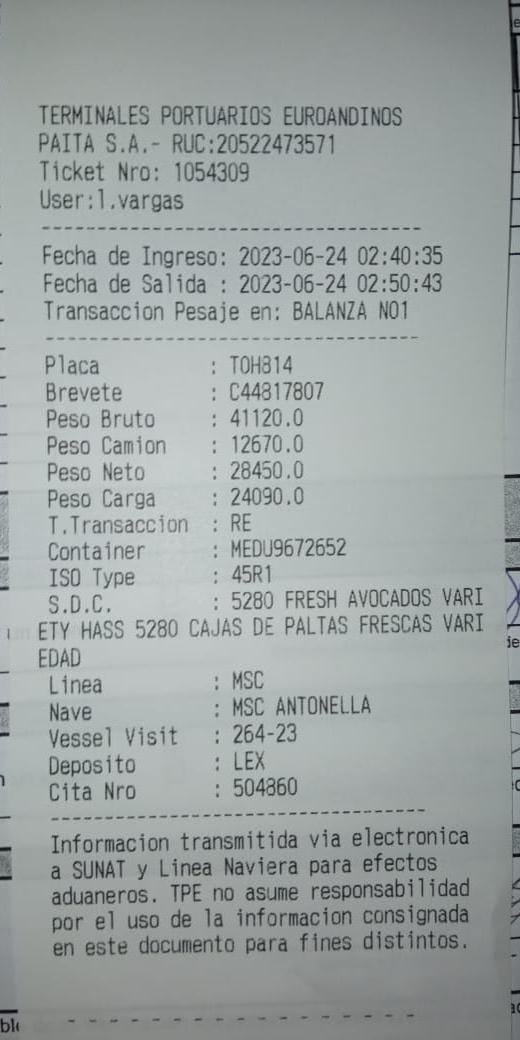 TERMINALES PORTUARIOS EUROANDINOS
PAITA S.A.- RUC:20522473571
Ticket Nro: 1054309
User:l.vargas
--------------------------------------
Fecha de Ingreso: 2023-06-24 02:40:35
Fecha de Salida : 2023-06-24 02:50:43
Transaccion Pesaje en: BALANZA NO1
--------------------------------------
Placa : TOH814
Brevete : C44817807
Peso Bruto : 41120.0
Peso Camion : 12670.0
Peso Neto : 28450.0
Peso Carga : 24090.0
T.Transaccion : RE
Container : MEDU9672652
ISO Type : 45R1
S.D.C. : 5280 FRESH AVOCADOS VARI
ETY HASS 5280 CAJAS DE PALTAS FRESCAS VARI
EDAD
Linea : MSC
Nave : MSC ANTONELLA
Vessel Visit : 264-23
Deposito : LEX
Cita Nro : 504860
--------------------------------------
Informacion transmitida via electronica
a SUNAT y Linea Naviera para efectos
aduaneros. TPE no asume responsabilidad
por el uso de la informacion consignada
en este documento para fines distintos.
- - - - - - - - - - - - - - - - - -